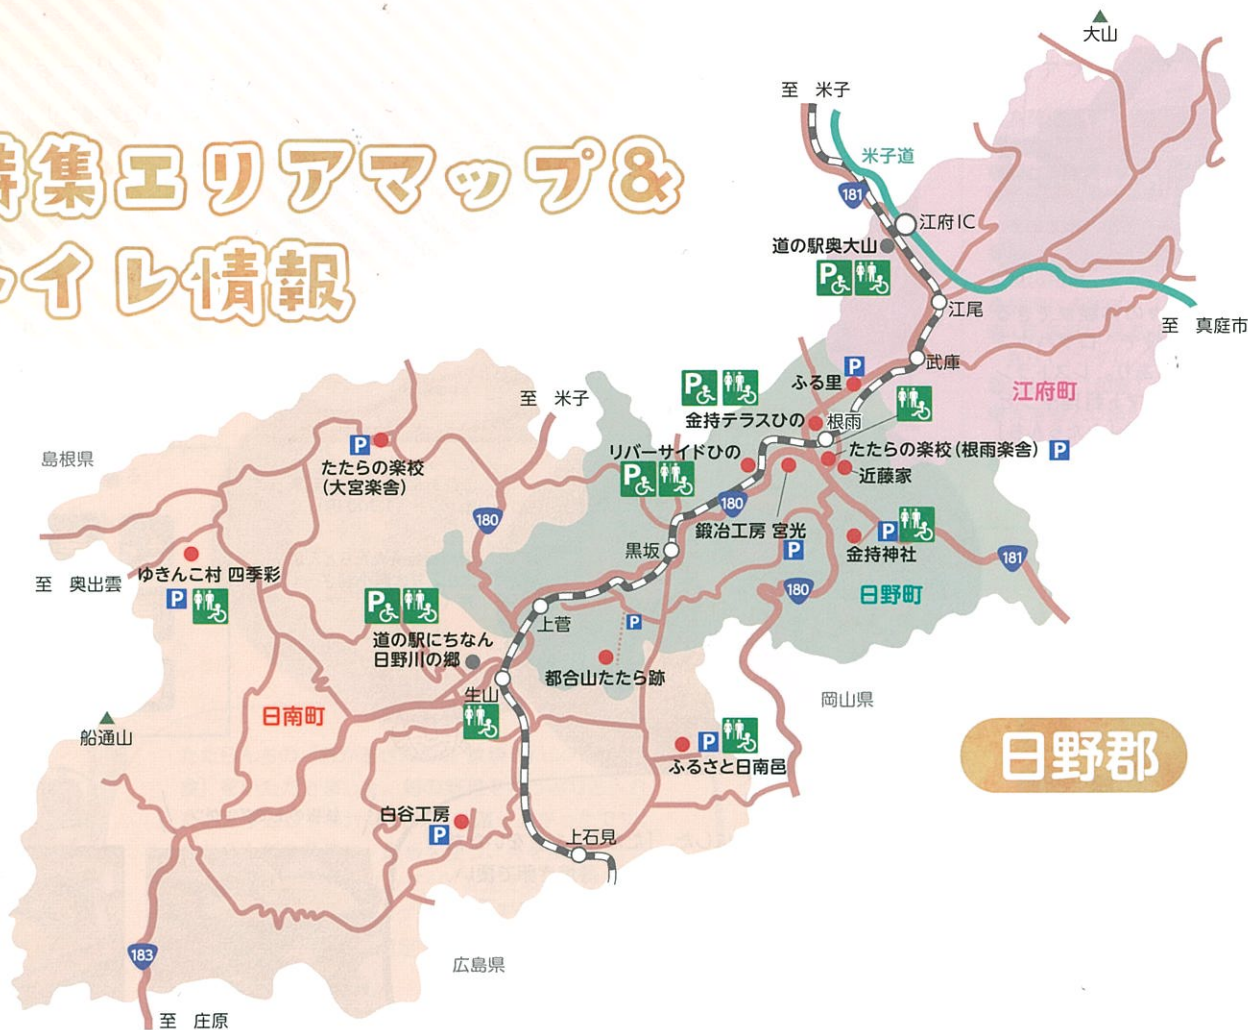 集エリアマップ&
イレ情報
大山
至 米子
米子道
181
江府IC
道の駅奥大山
P
江尾
至 真庭市
武庫
P
ふる里
江府町
P
至 米子
金持テラスひの
根雨
島根県
P
たたらの楽校
(大宮楽舎)
リバーサイドひの
たたらの楽校(根雨楽舎)
P
P
近藤家
180
180
鍛冶工房 宮光
P
黒坂
P
金持神社
181
至 奥出雲
ゆきんこ村 四季彩
P
180
日野町
P
上菅
P
道の駅にちなん
日野川の郷
都合山たたら跡
生山
日南町
岡山県
船通山
P
ふるさと日南邑
日野郡
白谷工房
P
上石見
183
広島県
至 庄原